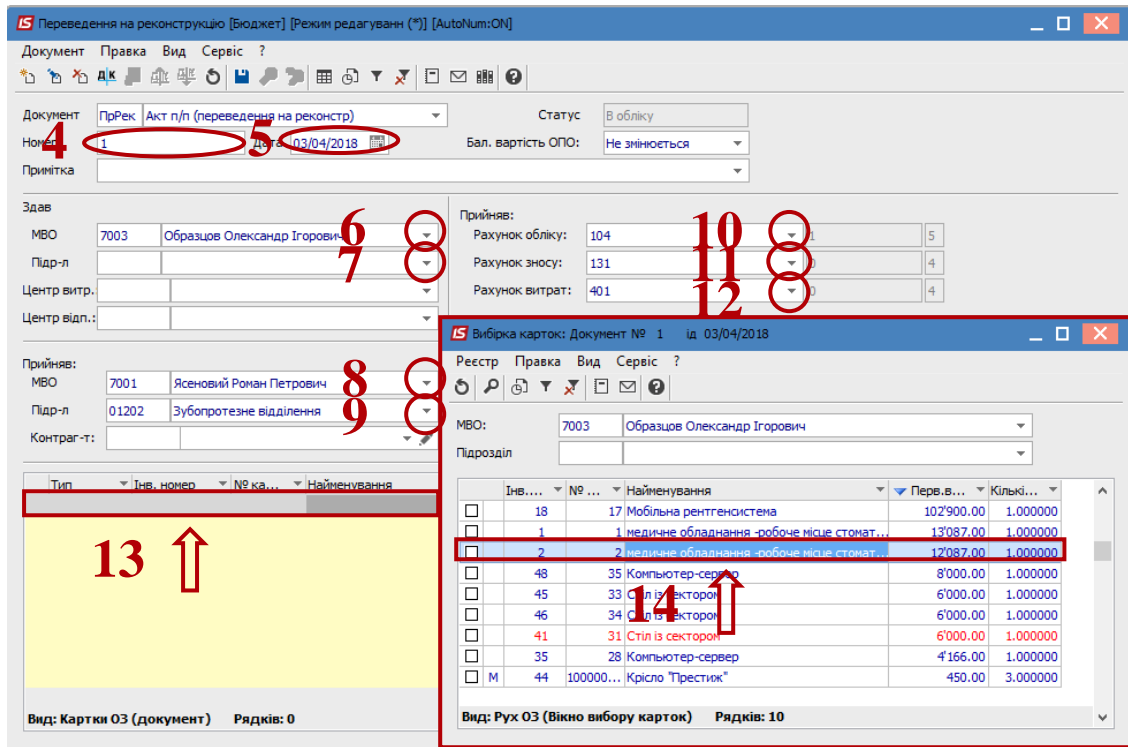 Переведення на реконструкцію [Бюджет] [Режим редагуванн (*)] [AutoNum:ON]
Документ Правка Вид Сервіс ?
Документ ПрРек Акт п/п (переведення на реконстр) Статус В обліку
4 Номер 1 5 Дата 03/04/2018 Бал. вартість ОПО: Не змінюється
Примітка
Здав
МВО 7003 Образцов Олександр Ігорович 6
Підр-л 7
Центр витр.
Центр відп.:
Прийняв:
Рахунок обліку: 104 10 1 5
Рахунок зносу: 131 11 0 4
Рахунок витрат: 401 12 0 4
Прийняв:
МВО 7001 Ясеновий Роман Петрович 8
Підр-л 01202 Зубопротезне відділення 9
Контраг-т:
Тип Інв. номер № ка... Найменування
13
Вид: Картки ОЗ (документ) Рядків: 0
Вибірка карток: Документ № 1 ід 03/04/2018
Реєстр Правка Вид Сервіс ?
МВО: 7003 Образцов Олександр Ігорович
Підрозділ
Інв.... № ... Найменування Перв.в... Кількі...
18 17 Мобільна рентгенсистема 102'900.00 1.000000
1 1 медичне обладнання -робоче місце стомат... 13'087.00 1.000000
2 2 медичне обладнання -робоче місце стомат... 12'087.00 1.000000
48 35 Компьютер-сервер 8'000.00 1.000000
45 33 Стіл із сектором 6'000.00 1.000000
46 34 Стіл із сектором 6'000.00 1.000000
41 31 Стіл із сектором 6'000.00 1.000000
35 28 Компьютер-сервер 4'166.00 1.000000
М 44 100000... Крісло "Престиж" 450.00 3.000000
14
Вид: Рух ОЗ (Вікно вибору карток) Рядків: 10